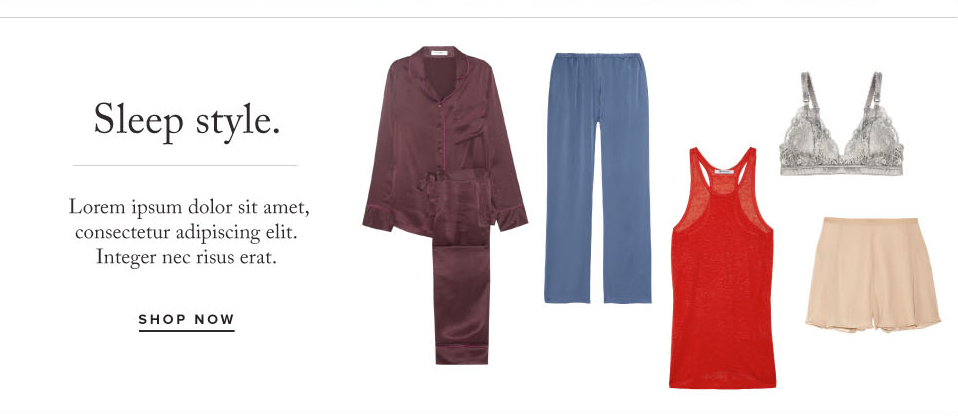 Sleep style.
Lorem ipsum dolor sit amet,
consectetur adipiscing elit.
Integer nec risus erat.
SHOP NOW